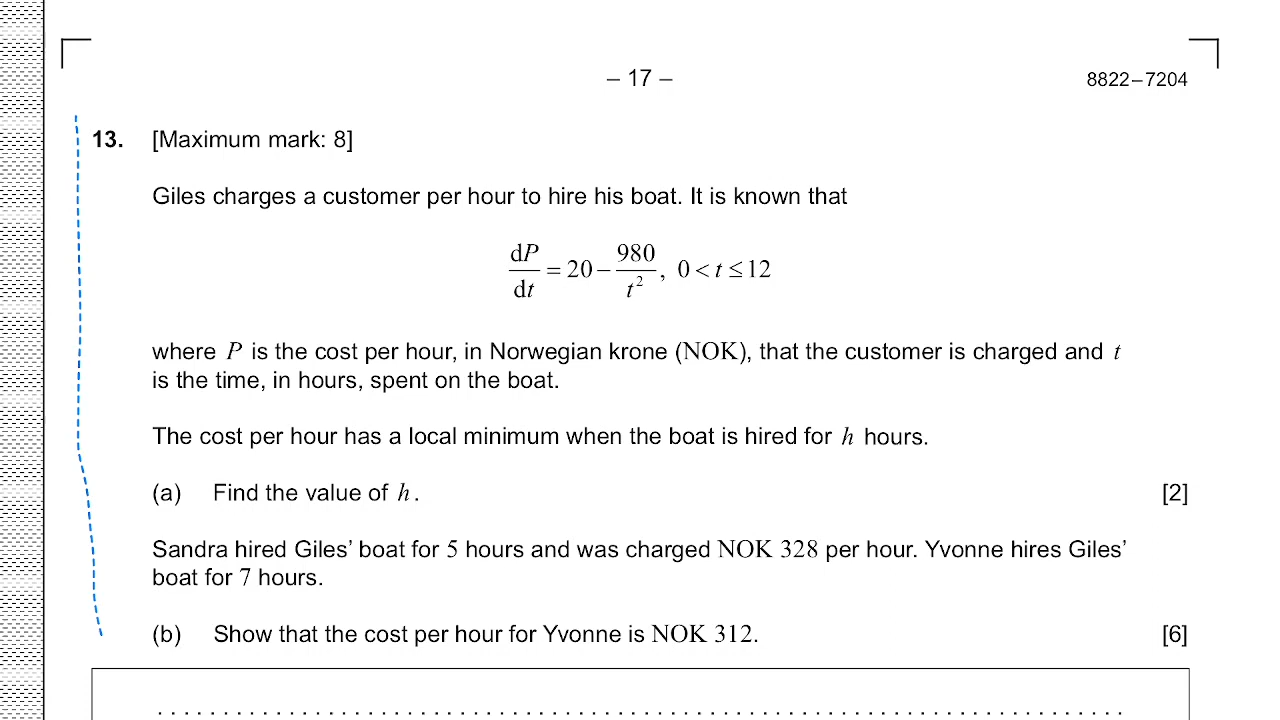 – 17 –
8822–7204
13. [Maximum mark: 8]
Giles charges a customer per hour to hire his boat. It is known that
dP/dt = 20 − 980/t², 0 < t ≤ 12
where P is the cost per hour, in Norwegian krone (NOK), that the customer is charged and t
is the time, in hours, spent on the boat.
The cost per hour has a local minimum when the boat is hired for h hours.
(a) Find the value of h. [2]
Sandra hired Giles’ boat for 5 hours and was charged NOK 328 per hour. Yvonne hires Giles’
boat for 7 hours.
(b) Show that the cost per hour for Yvonne is NOK 312. [6]